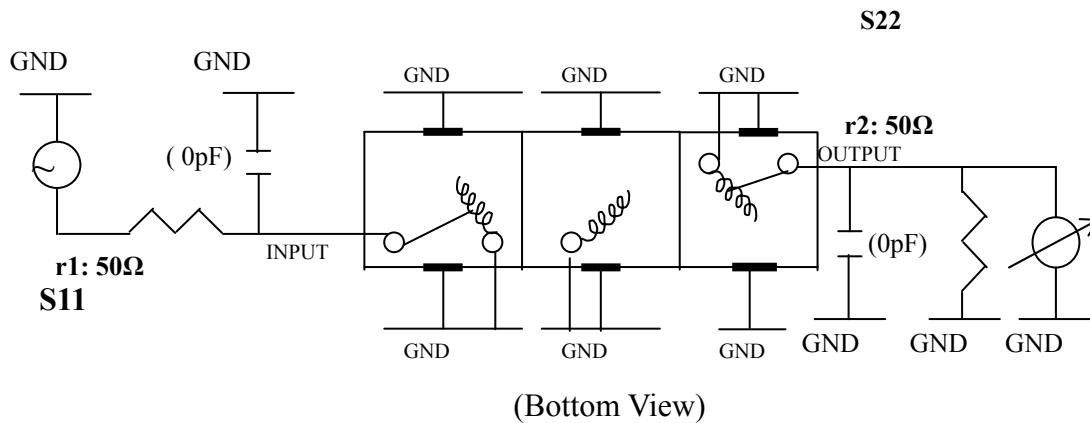 S22
GND
GND
GND
GND
GND
r2: 50Ω
( 0pF)
OUTPUT
INPUT
(0pF)
r1: 50Ω
S11
GND
GND
GND
GND
GND
GND
(Bottom View)